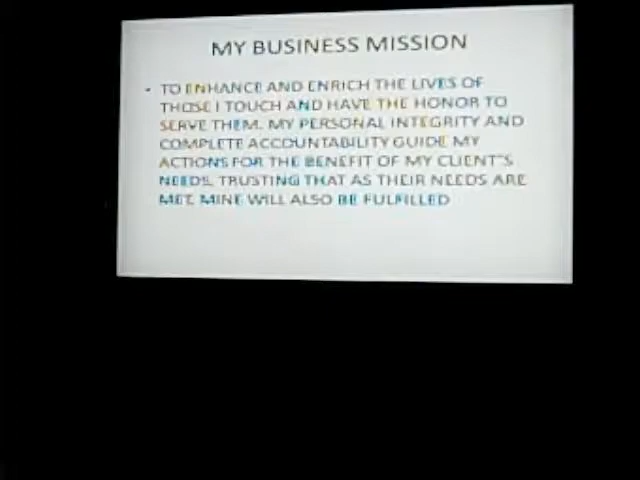 MY BUSINESS MISSION
• TO ENHANCE AND ENRICH THE LIVES OF
THOSE I TOUCH AND HAVE THE HONOR TO
SERVE THEM. MY PERSONAL INTEGRITY AND
COMPLETE ACCOUNTABILITY GUIDE MY
ACTIONS FOR THE BENEFIT OF MY CLIENT'S
NEEDS, TRUSTING THAT AS THEIR NEEDS ARE
MET, MINE WILL ALSO BE FULFILLED